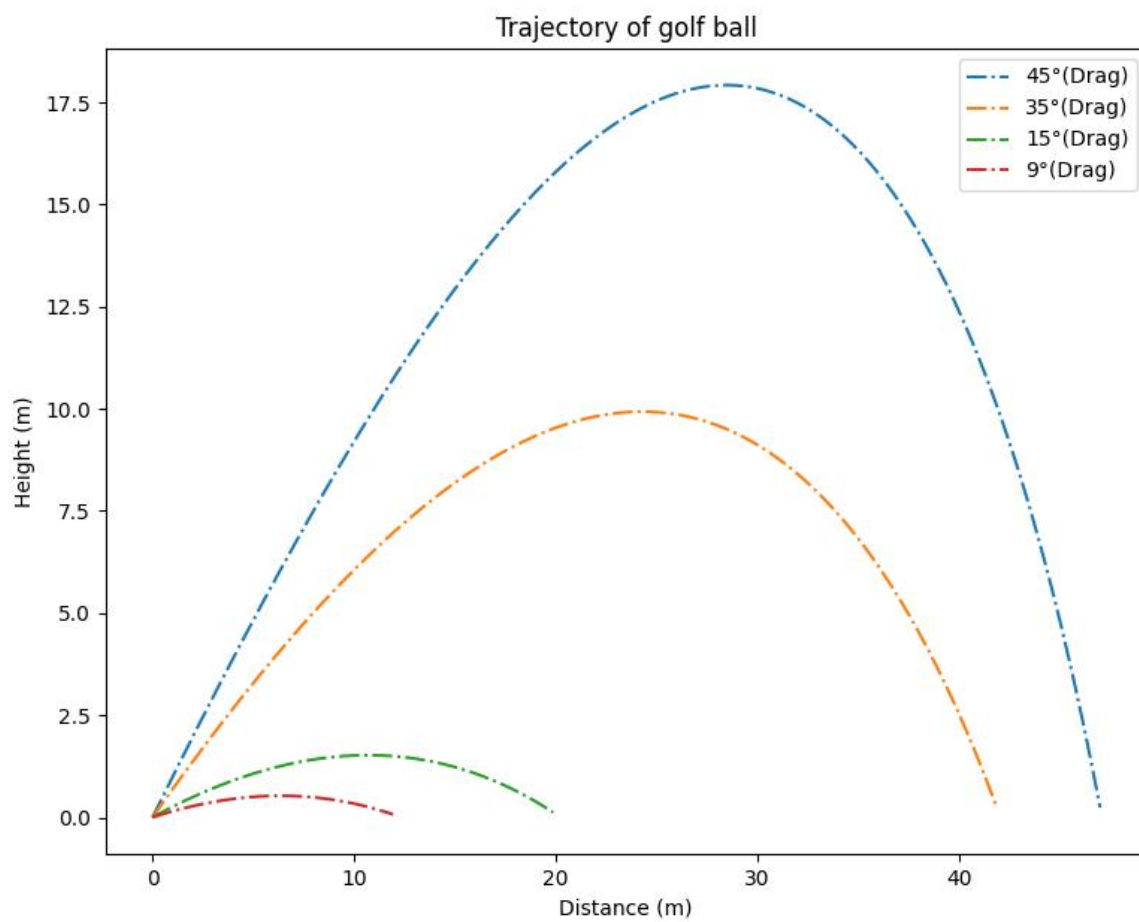 Trajectory of golf ball
45°(Drag)
35°(Drag)
15°(Drag)
9°(Drag)
17.5
15.0
12.5
10.0
7.5
5.0
2.5
0.0
Height (m)
0 10 20 30 40
Distance (m)